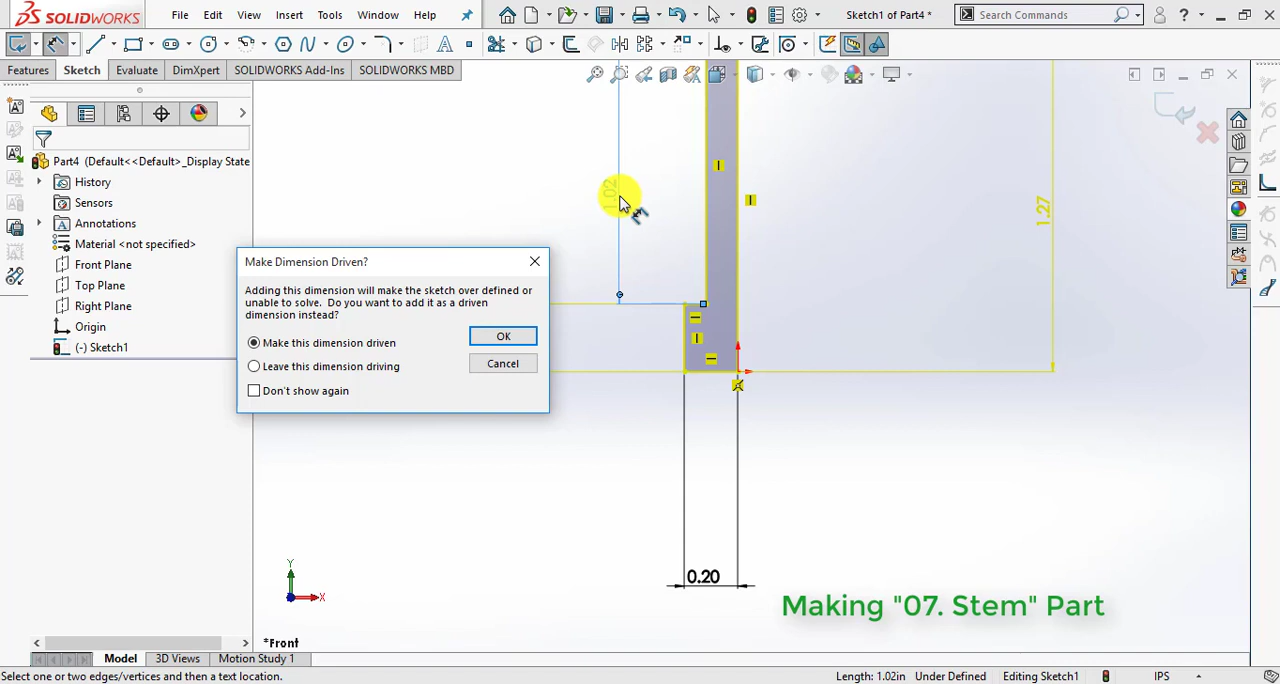 SOLIDWORKS File Edit View Insert Tools Window Help Sketch1 of Part4 * Search Commands ?
Features Sketch Evaluate DimXpert SOLIDWORKS Add-Ins SOLIDWORKS MBD
Part4 (Default<<Default>_Display State
History
Sensors
Annotations
Material <not specified>
Front Plane
Top Plane
Right Plane
Origin
(-) Sketch1
Make Dimension Driven?
Adding this dimension will make the sketch over defined or
unable to solve. Do you want to add it as a driven
dimension instead?
Make this dimension driven
OK
Leave this dimension driving
Cancel
Don't show again
1.02
1.27
0.20
Making "07. Stem" Part
Y
X
*Front
Model 3D Views Motion Study 1
Select one or two edges/vertices and then a text location. Length: 1.02in Under Defined Editing Sketch1 IPS